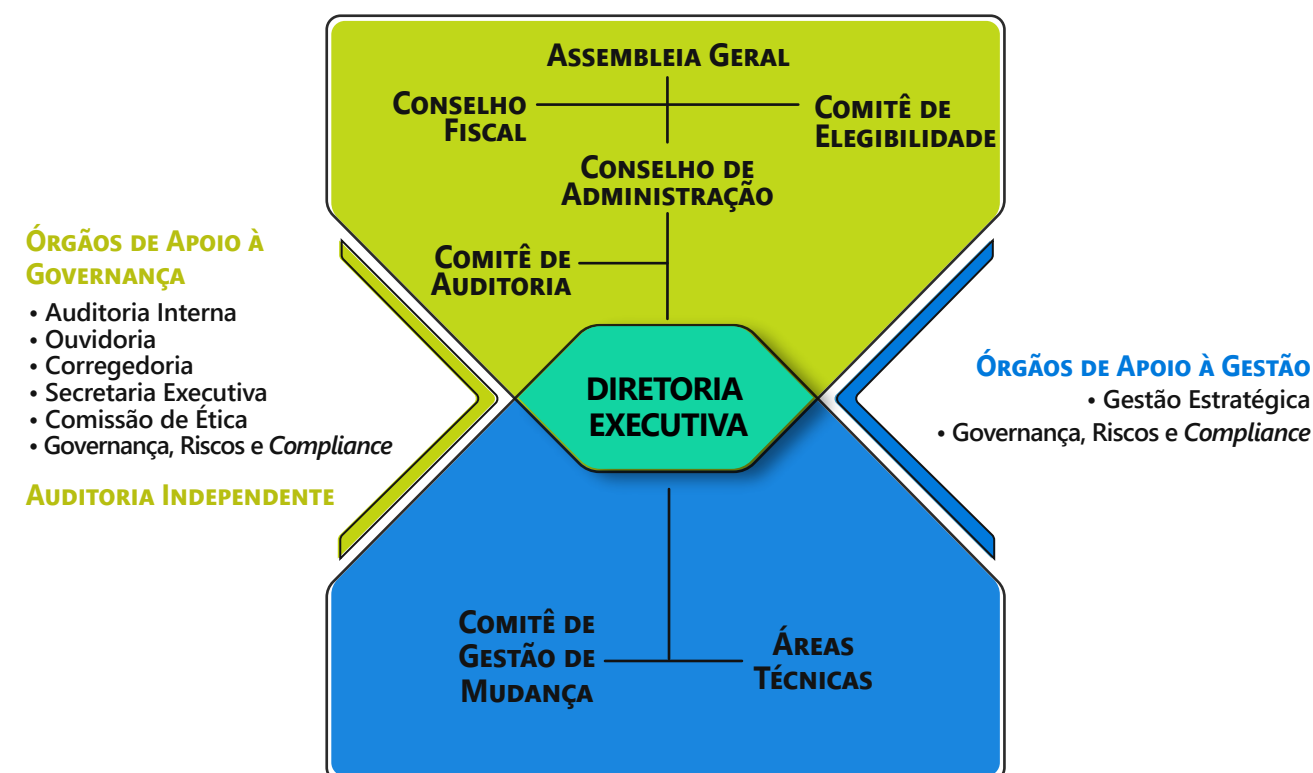 Assembleia Geral
Conselho
Fiscal
Comitê de
Elegibilidade
Conselho de
Administração
Comitê de
Auditoria
Órgãos de Apoio à
Governança
• Auditoria Interna
• Ouvidoria
• Corregedoria
• Secretaria Executiva
• Comissão de Ética
• Governança, Riscos e Compliance
Auditoria Independente
DIRETORIA
EXECUTIVA
Órgãos de Apoio à Gestão
• Gestão Estratégica
• Governança, Riscos e Compliance
Comitê de
Gestão de
Mudança
Áreas
Técnicas